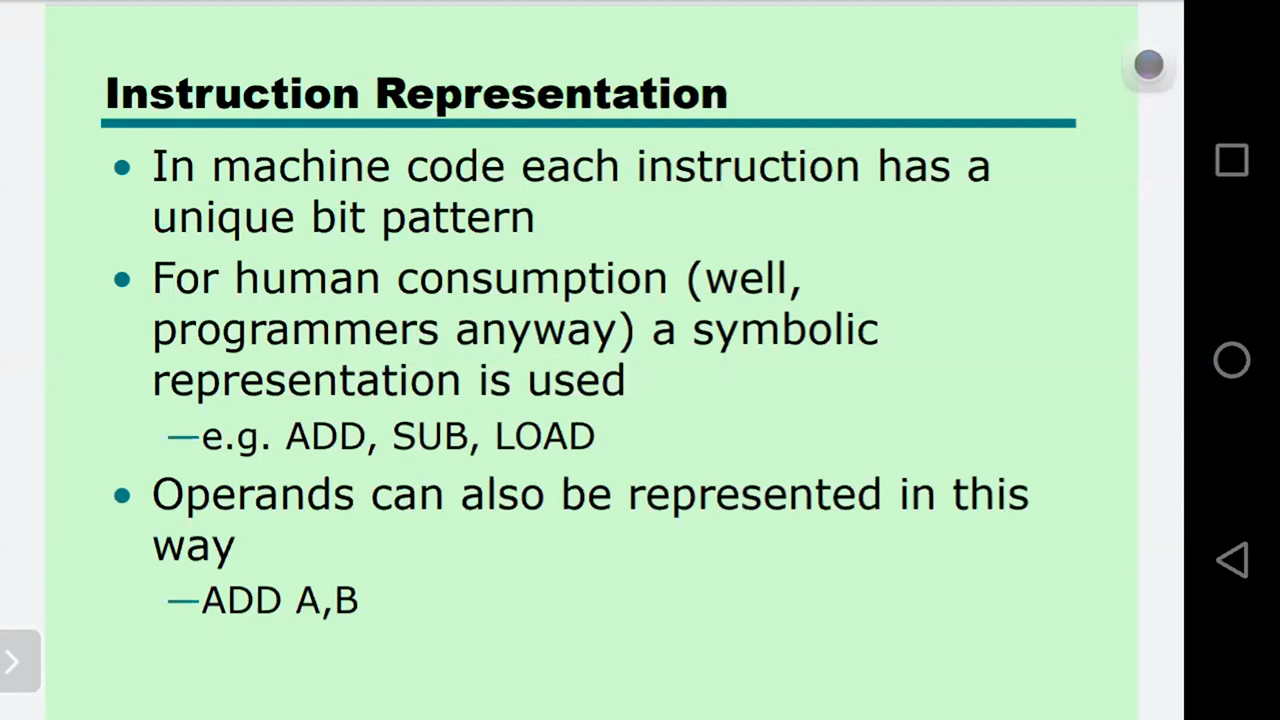 Instruction Representation
• In machine code each instruction has a
unique bit pattern
• For human consumption (well,
programmers anyway) a symbolic
representation is used
—e.g. ADD, SUB, LOAD
• Operands can also be represented in this
way
—ADD A,B